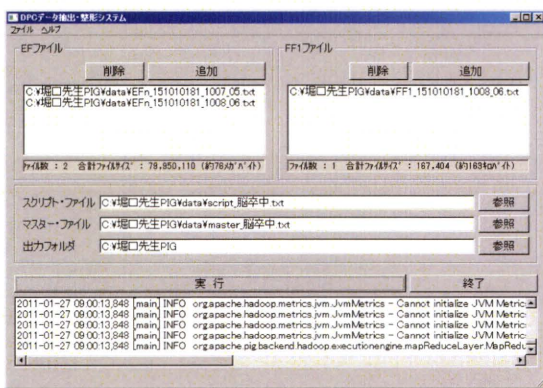 DPCデータ抽出・整形システム
ファイル ヘルプ
EFファイル
削除 追加
C:¥堀口先生PIG¥data¥EFn_151010181_1007_05.txt
C:¥堀口先生PIG¥data¥EFn_151010181_1008_06.txt
ファイル数 : 2 合計ファイルサイズ : 79,850,110 (約76メガバイト)
FF1ファイル
削除 追加
C:¥堀口先生PIG¥data¥FF1_151010181_1008_06.txt
ファイル数 : 1 合計ファイルサイズ : 167,404 (約163キロバイト)
スクリプト・ファイル C:¥堀口先生PIG¥data¥script_脳卒中.txt 参照
マスター・ファイル C:¥堀口先生PIG¥data¥master_脳卒中.txt 参照
出力フォルダ C:¥堀口先生PIG 参照
実 行 終了
2011-01-27 09:00:13,848 [main] INFO org.apache.hadoop.metrics.jvm.JvmMetrics - Cannot initialize JVM Metric
2011-01-27 09:00:13,848 [main] INFO org.apache.hadoop.metrics.jvm.JvmMetrics - Cannot initialize JVM Metric
2011-01-27 09:00:13,848 [main] INFO org.apache.hadoop.metrics.jvm.JvmMetrics - Cannot initialize JVM Metric
2011-01-27 09:00:13,848 [main] INFO org.apache.hadoop.metrics.jvm.JvmMetrics - Cannot initialize JVM Metric
2011-01-27 09:00:13,848 [main] INFO org.apache.pig.backend.hadoop.executionengine.mapReduceLayer.MapRedu